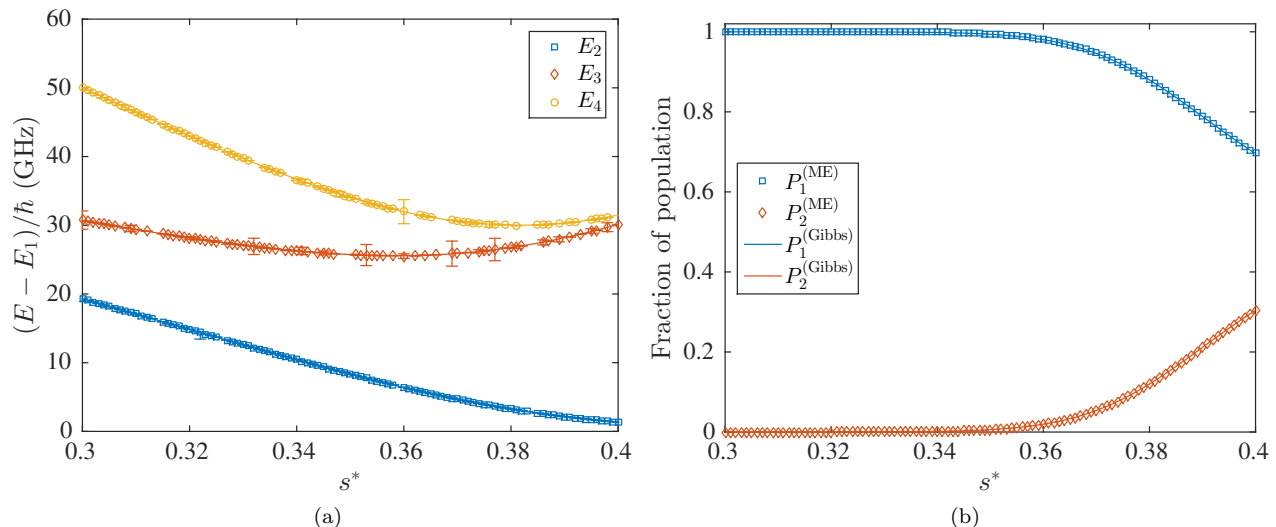 60
50
40
30
20
10
0
(E − E₁)/ℏ (GHz)
E₂
E₃
E₄
0.3
0.32
0.34
0.36
0.38
0.4
s*
(a)
1
0.8
0.6
0.4
0.2
0
Fraction of population
P₁^(ME)
P₂^(ME)
P₁^(Gibbs)
P₂^(Gibbs)
0.3
0.32
0.34
0.36
0.38
0.4
s*
(b)